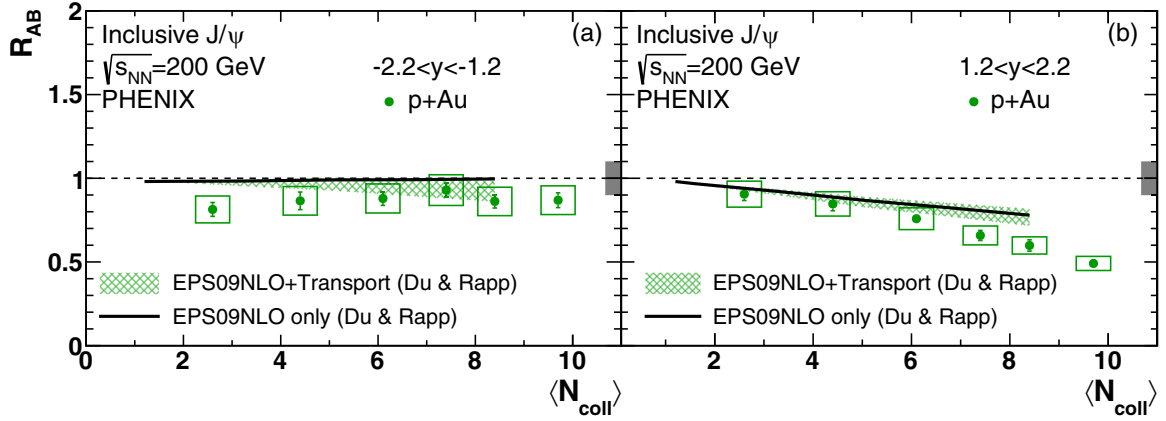 R_AB
2
1.5
1
0.5
0
Inclusive J/ψ
(a)
√s_NN=200 GeV
-2.2<y<-1.2
PHENIX
p+Au
EPS09NLO+Transport (Du & Rapp)
EPS09NLO only (Du & Rapp)
0 2 4 6 8 10
⟨N_coll⟩
Inclusive J/ψ
(b)
√s_NN=200 GeV
1.2<y<2.2
PHENIX
p+Au
EPS09NLO+Transport (Du & Rapp)
EPS09NLO only (Du & Rapp)
2 4 6 8 10
⟨N_coll⟩